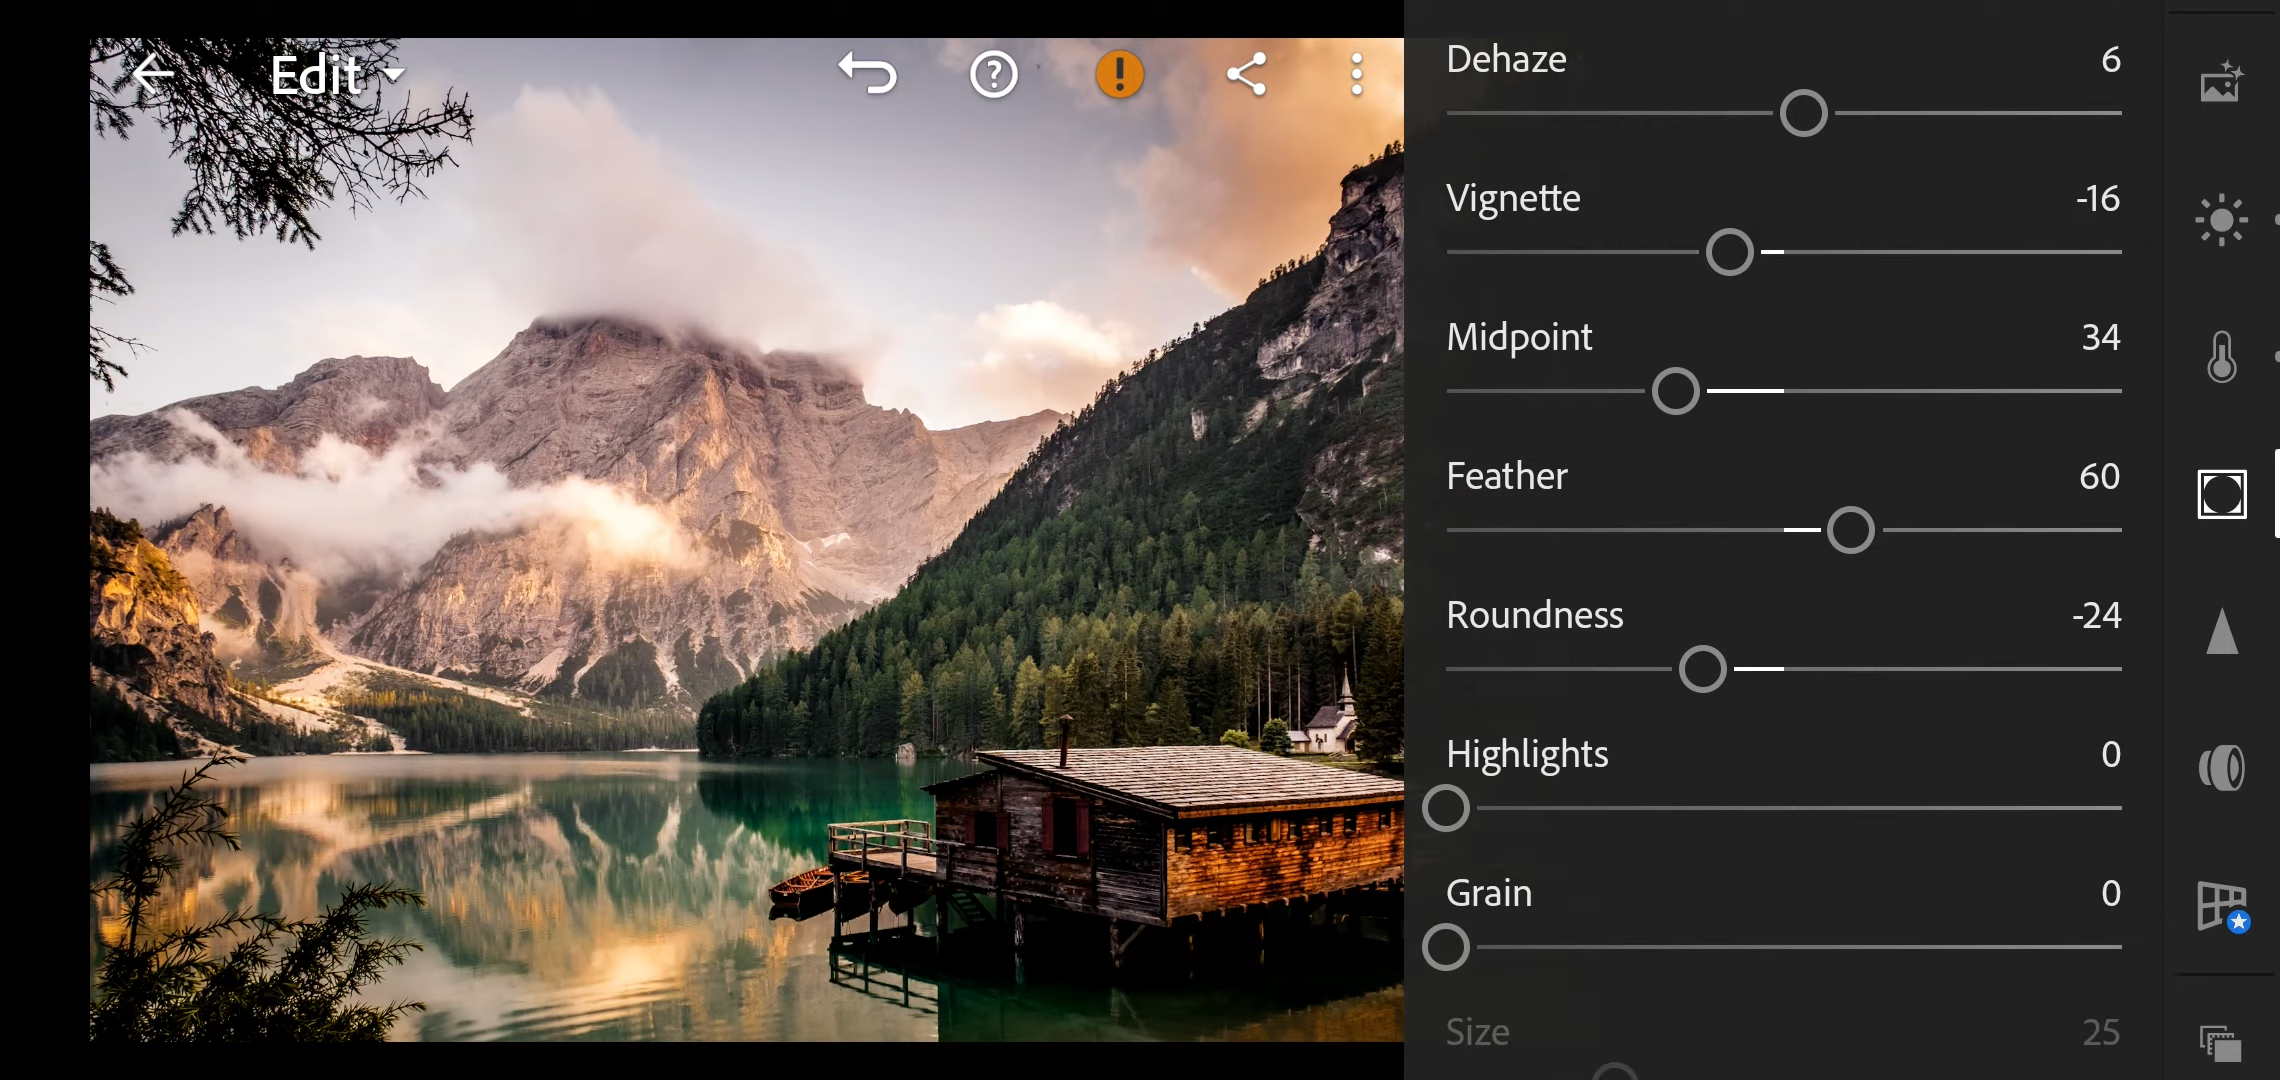 Edit
Dehaze 6
Vignette -16
Midpoint 34
Feather 60
Roundness -24
Highlights 0
Grain 0
Size 25